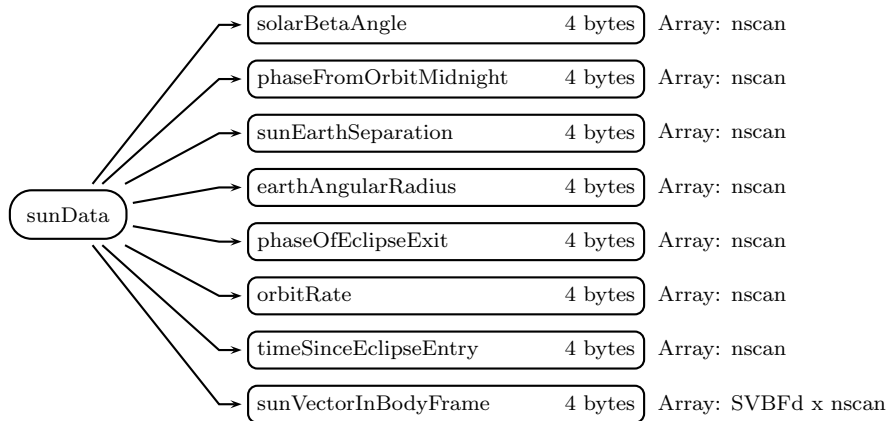 solarBetaAngle 4 bytes Array: nscan
phaseFromOrbitMidnight 4 bytes Array: nscan
sunEarthSeparation 4 bytes Array: nscan
earthAngularRadius 4 bytes Array: nscan
sunData
phaseOfEclipseExit 4 bytes Array: nscan
orbitRate 4 bytes Array: nscan
timeSinceEclipseEntry 4 bytes Array: nscan
sunVectorInBodyFrame 4 bytes Array: SVBFd x nscan